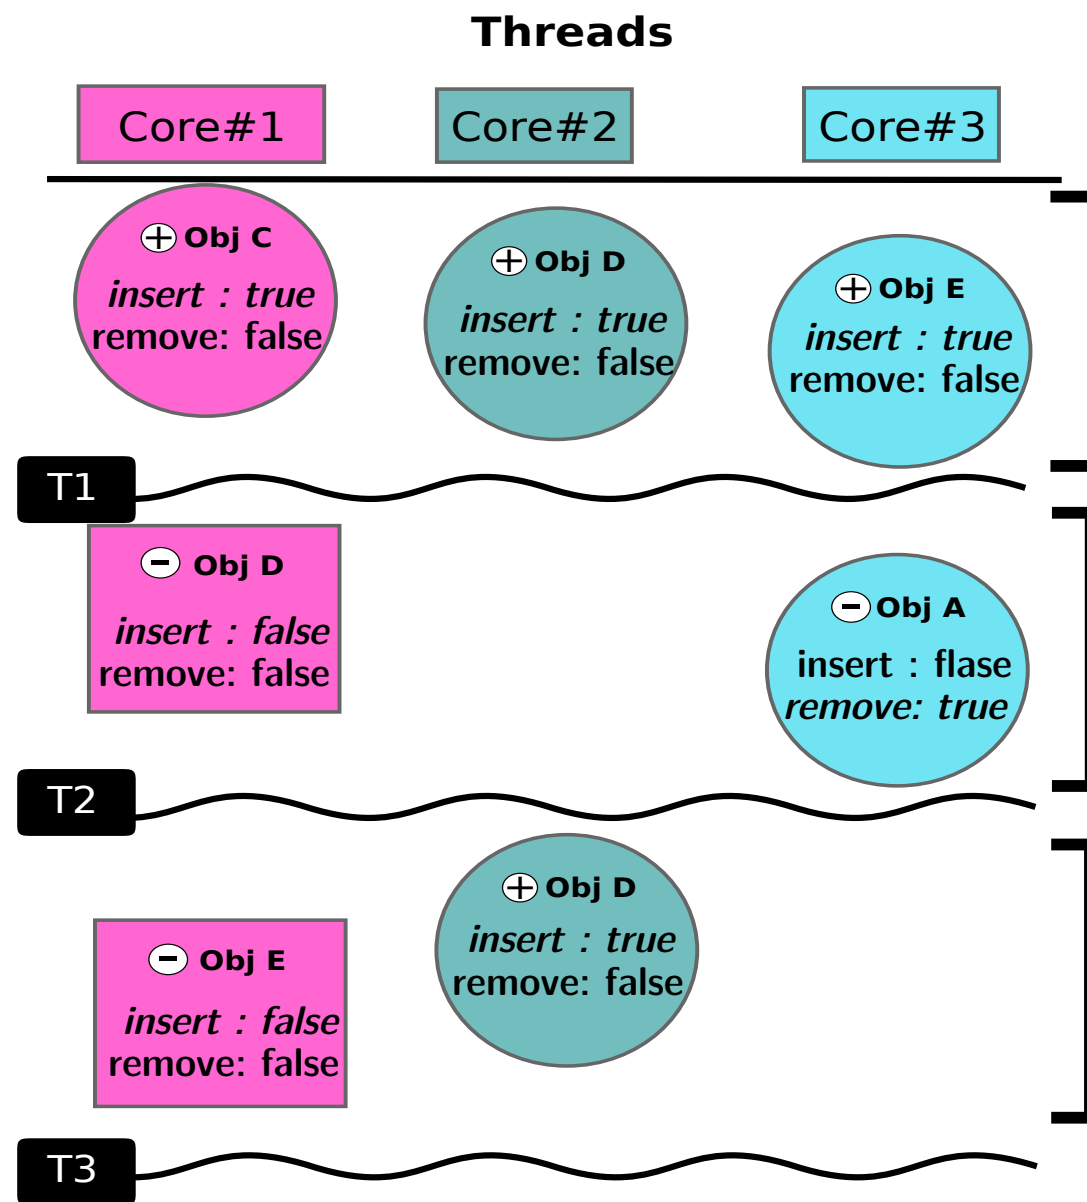 Threads
Core#1
Core#2
Core#3
+ Obj C
insert : true
remove: false
+ Obj D
insert : true
remove: false
+ Obj E
insert : true
remove: false
T1
- Obj D
insert : false
remove: false
- Obj A
insert : flase
remove: true
T2
+ Obj D
insert : true
remove: false
- Obj E
insert : false
remove: false
T3